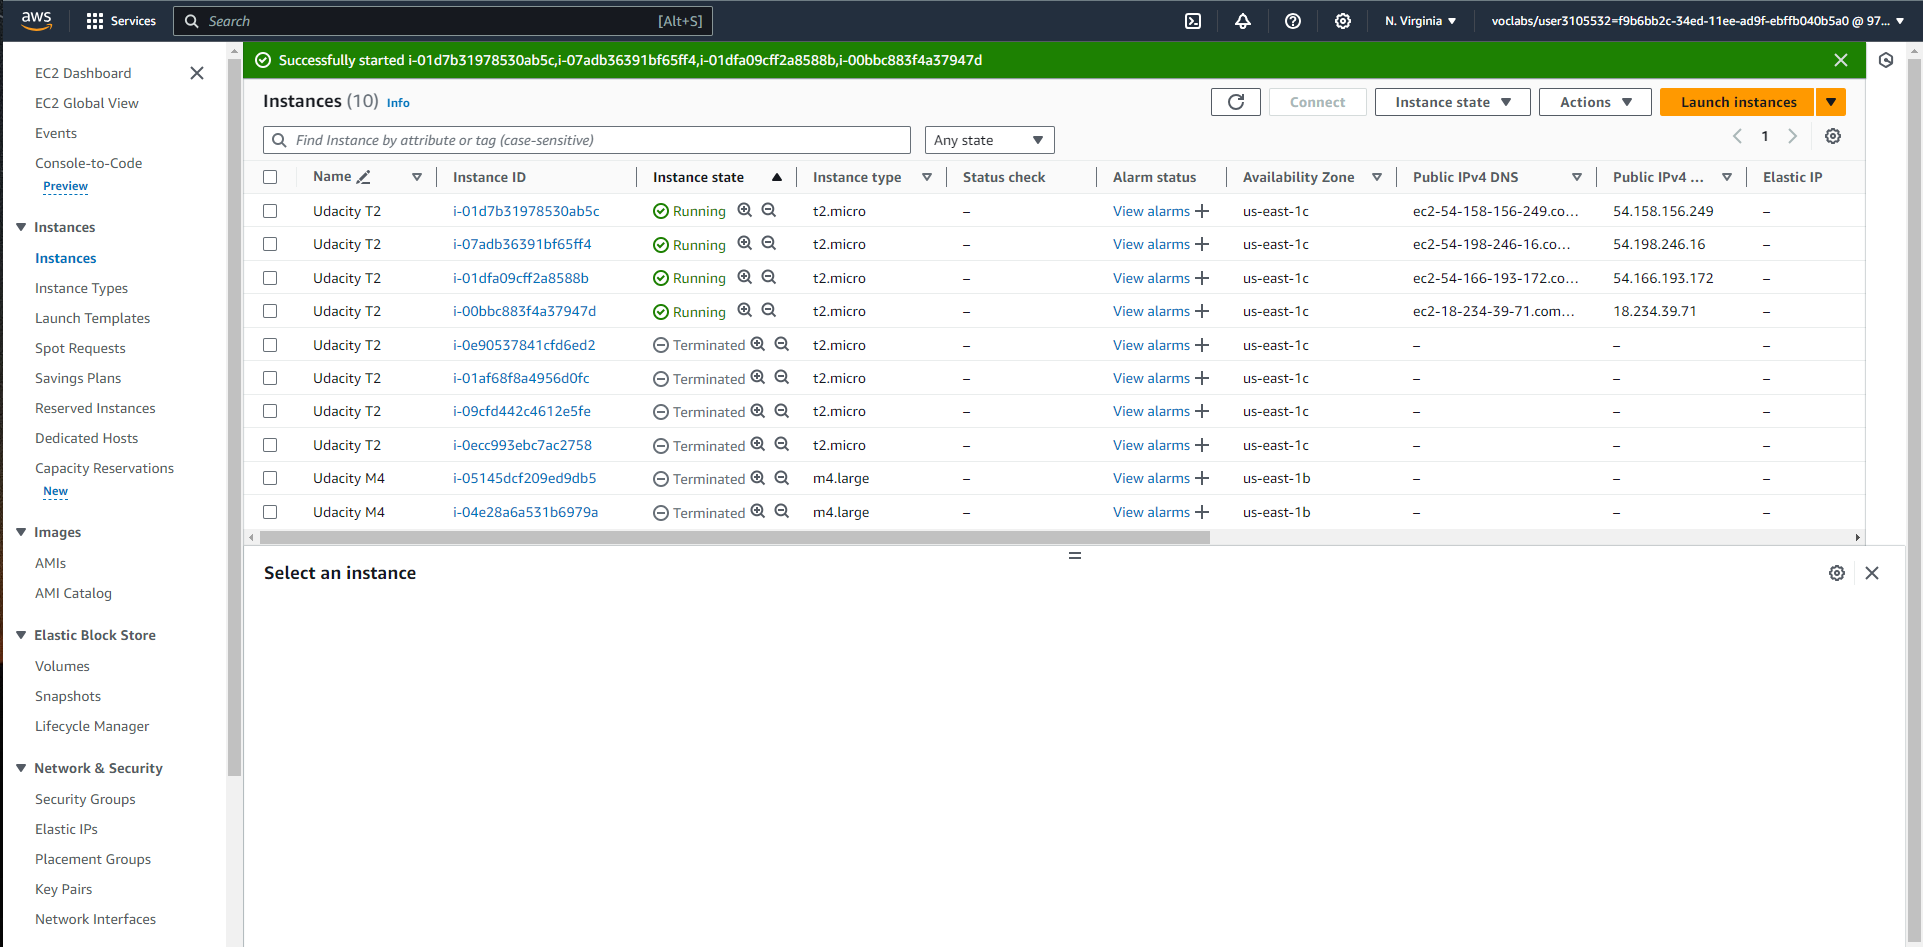 aws
Services
Search
[Alt+S]
N. Virginia
voclabs/user3105532=f9b6bb2c-34ed-11ee-ad9f-ebffb040b5a0 @ 97...
EC2 Dashboard
EC2 Global View
Events
Console-to-Code
Preview
Instances
Instances
Instance Types
Launch Templates
Spot Requests
Savings Plans
Reserved Instances
Dedicated Hosts
Capacity Reservations
New
Images
AMIs
AMI Catalog
Elastic Block Store
Volumes
Snapshots
Lifecycle Manager
Network & Security
Security Groups
Elastic IPs
Placement Groups
Key Pairs
Network Interfaces
Successfully started i-01d7b31978530ab5c,i-07adb36391bf65ff4,i-01dfa09cff2a8588b,i-00bbc883f4a37947d
Instances (10) Info
Connect
Instance state
Actions
Launch instances
Find Instance by attribute or tag (case-sensitive)
Any state
1
Name Instance ID Instance state Instance type Status check Alarm status Availability Zone Public IPv4 DNS Public IPv4 ... Elastic IP
Udacity T2 i-01d7b31978530ab5c Running t2.micro – View alarms us-east-1c ec2-54-158-156-249.co... 54.158.156.249 –
Udacity T2 i-07adb36391bf65ff4 Running t2.micro – View alarms us-east-1c ec2-54-198-246-16.co... 54.198.246.16 –
Udacity T2 i-01dfa09cff2a8588b Running t2.micro – View alarms us-east-1c ec2-54-166-193-172.co... 54.166.193.172 –
Udacity T2 i-00bbc883f4a37947d Running t2.micro – View alarms us-east-1c ec2-18-234-39-71.com... 18.234.39.71 –
Udacity T2 i-0e90537841cfd6ed2 Terminated t2.micro – View alarms us-east-1c – – –
Udacity T2 i-01af68f8a4956d0fc Terminated t2.micro – View alarms us-east-1c – – –
Udacity T2 i-09cfd442c4612e5fe Terminated t2.micro – View alarms us-east-1c – – –
Udacity T2 i-0ecc993ebc7ac2758 Terminated t2.micro – View alarms us-east-1c – – –
Udacity M4 i-05145dcf209ed9db5 Terminated m4.large – View alarms us-east-1b – – –
Udacity M4 i-04e28a6a531b6979a Terminated m4.large – View alarms us-east-1b – – –
Select an instance